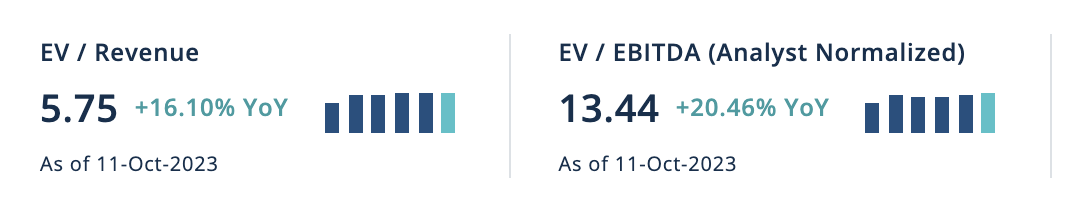 EV / Revenue
5.75 +16.10% YoY
As of 11-Oct-2023
EV / EBITDA (Analyst Normalized)
13.44 +20.46% YoY
As of 11-Oct-2023